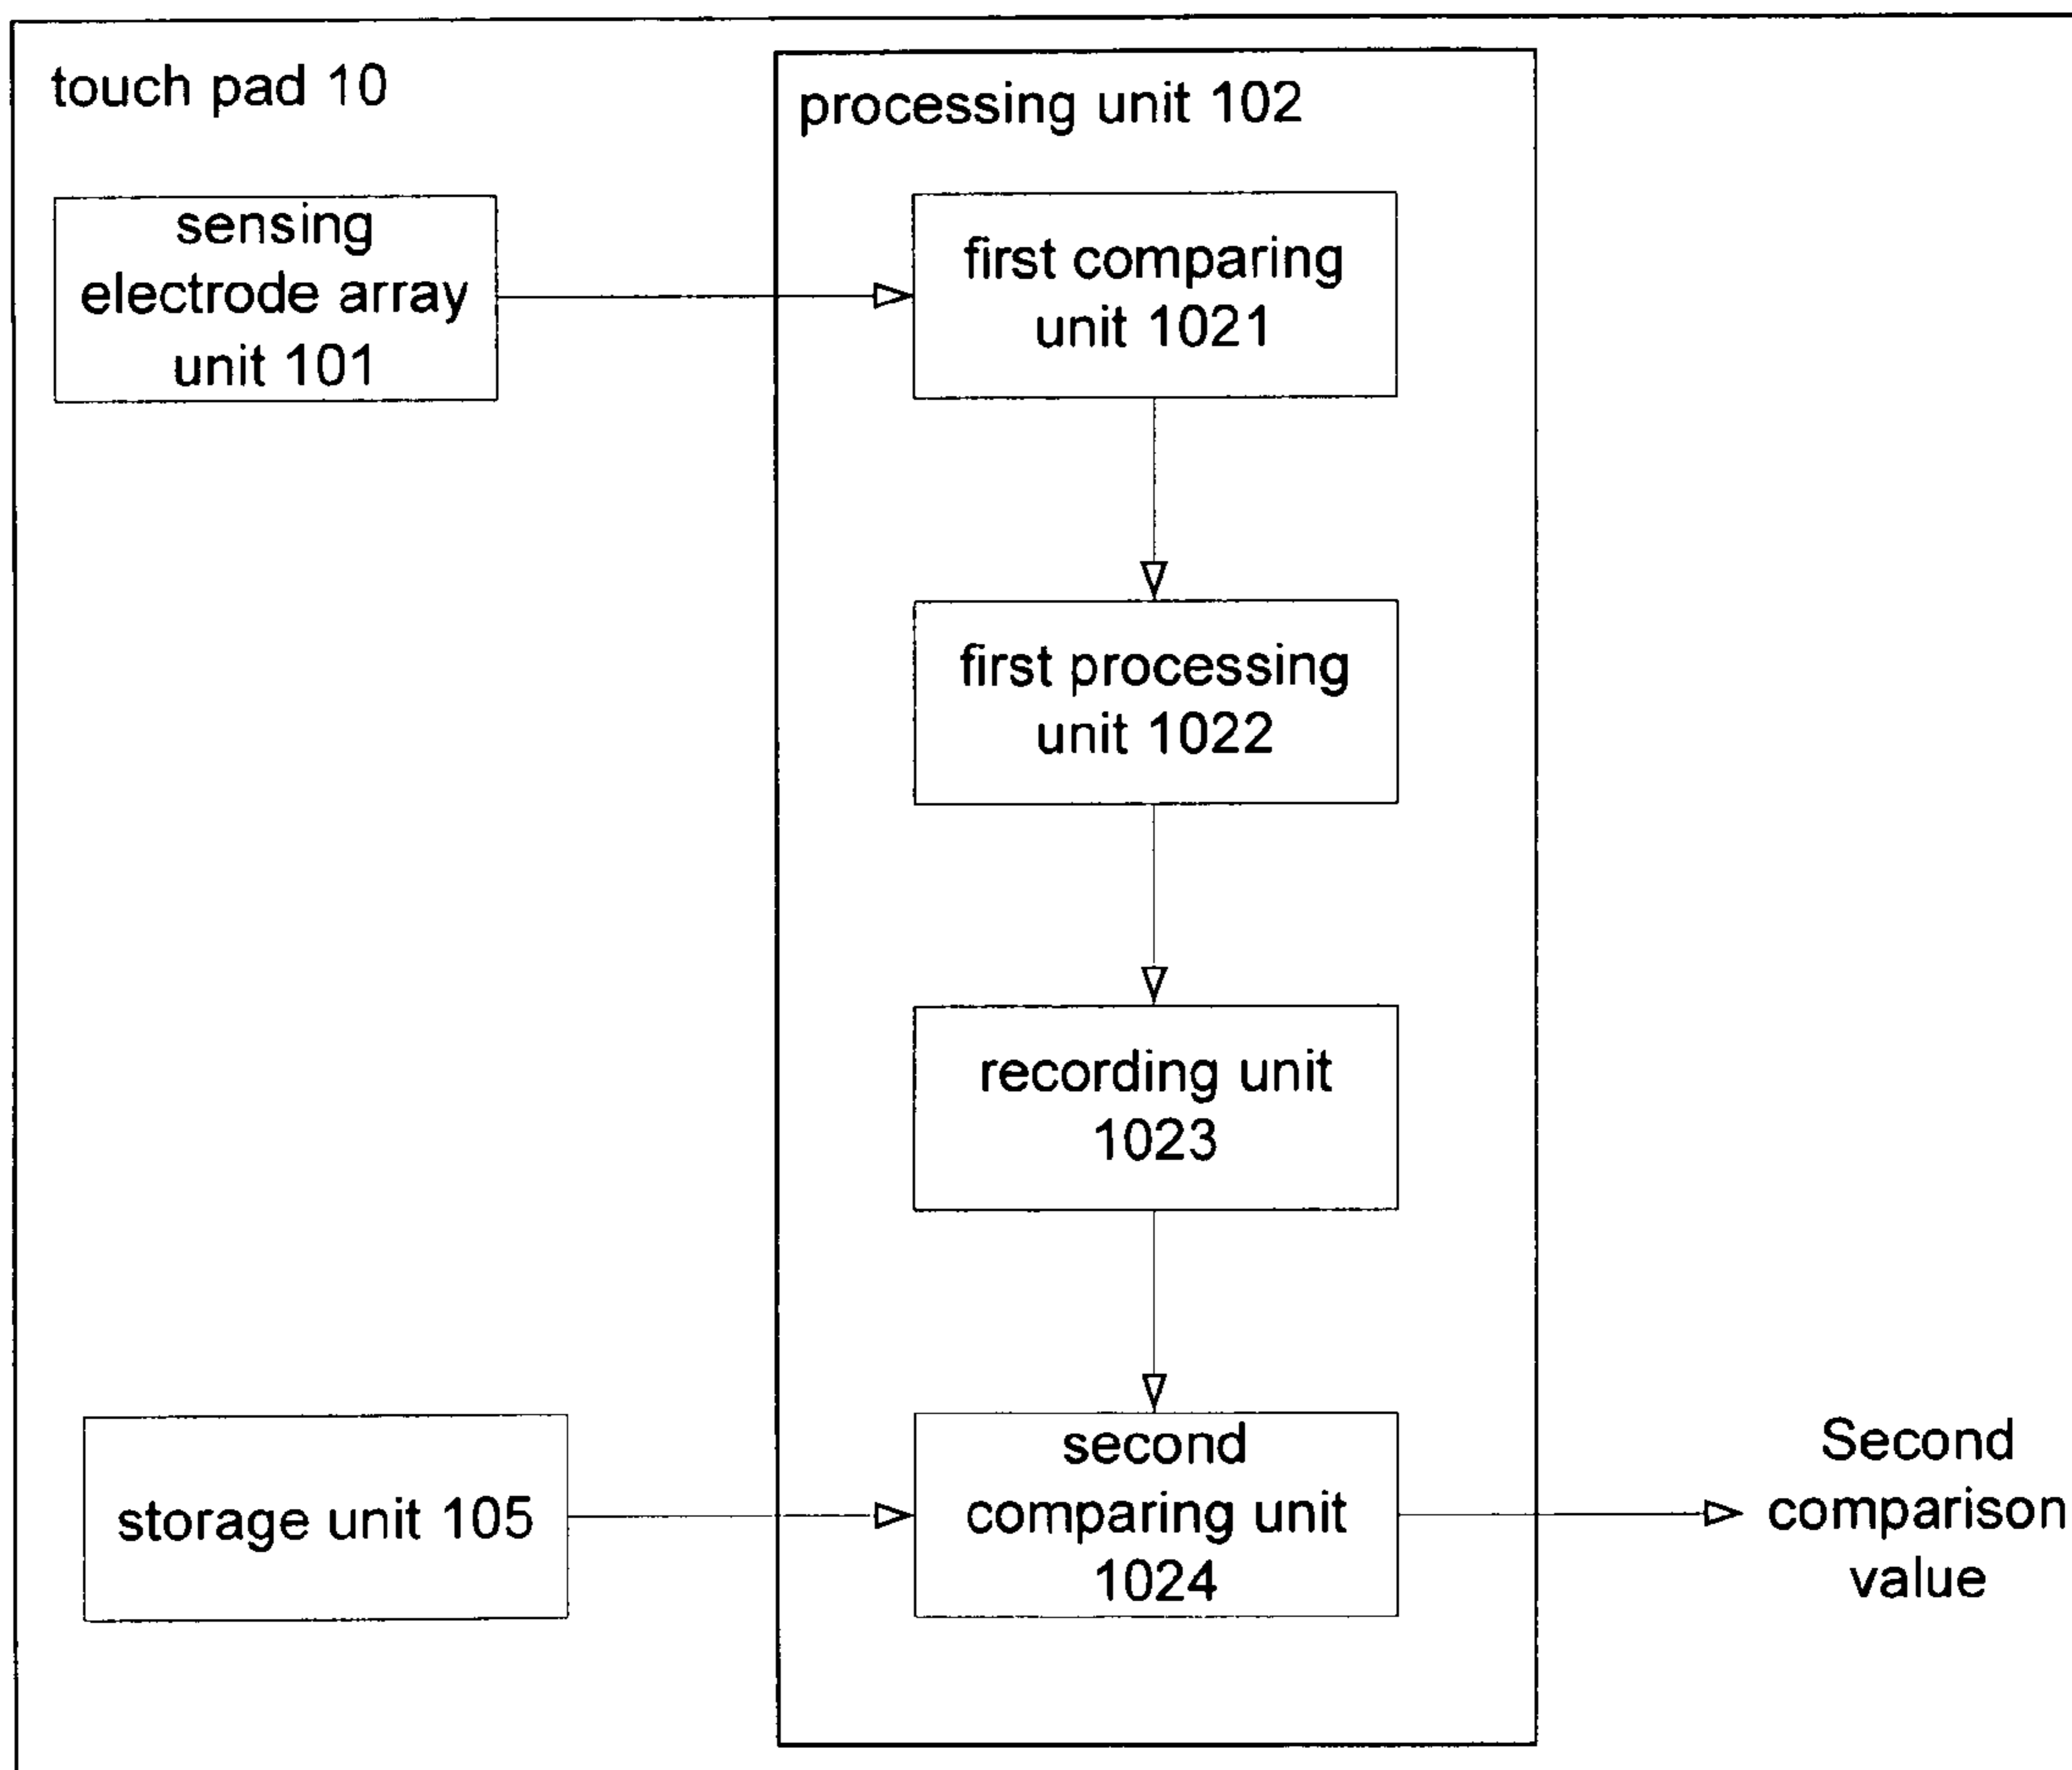 touch pad 10
processing unit 102
sensing
electrode array
unit 101
first comparing
unit 1021
first processing
unit 1022
recording unit
1023
storage unit 105
second
comparing unit
1024
Second
comparison
value